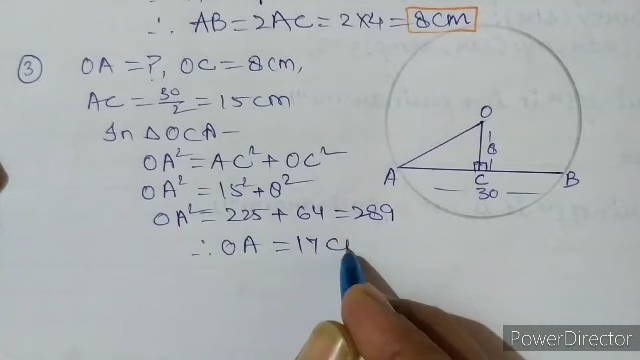 ∴ AB = 2AC = 2×4 = 8cm
③ OA = ?, OC = 8cm,
AC = 30/2 = 15cm
In △OCA—
OA² = AC² + OC²
OA² = 15² + 8²
OA² = 225 + 64 = 289
∴ OA = 17 C
O
8
A C B
30
PowerDirector